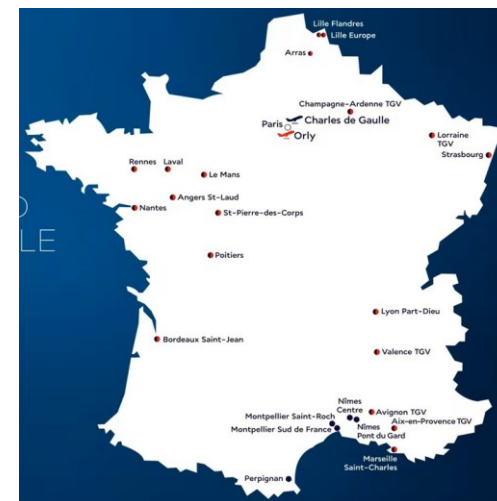 Lille Flandres
Lille Europe
Arras
Champagne-Ardenne TGV
Paris
Charles de Gaulle
Orly
Lorraine
TGV
Strasbourg
Rennes
Laval
Le Mans
Angers St-Laud
Nantes
St-Pierre-des-Corps
LE
Poitiers
Lyon Part-Dieu
Bordeaux Saint-Jean
Valence TGV
Nîmes
Centre
Avignon TGV
Montpellier Saint-Roch
Aix-en-Provence TGV
Montpellier Sud de France
Nîmes
Pont du Gard
Marseille
Saint-Charles
Perpignan